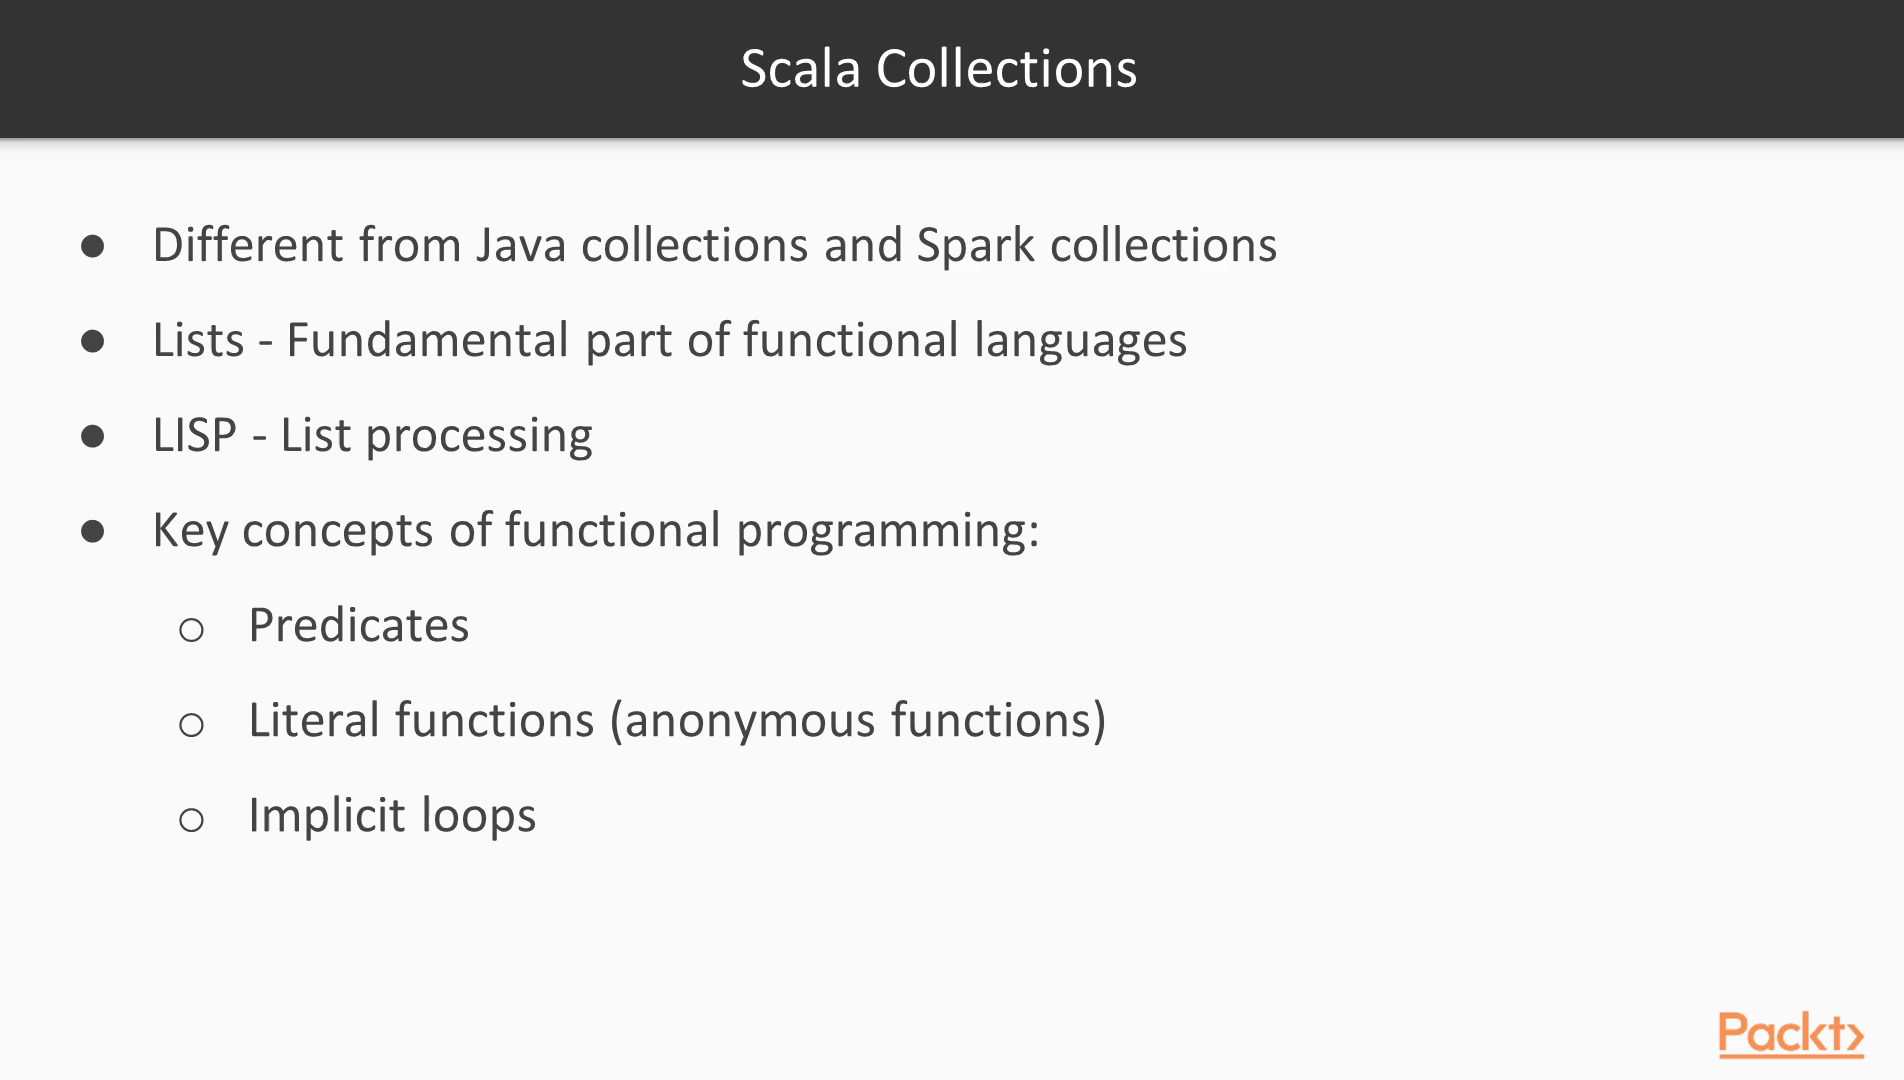 Scala Collections
● Different from Java collections and Spark collections
● Lists - Fundamental part of functional languages
● LISP - List processing
● Key concepts of functional programming:
○ Predicates
○ Literal functions (anonymous functions)
○ Implicit loops
Packt>